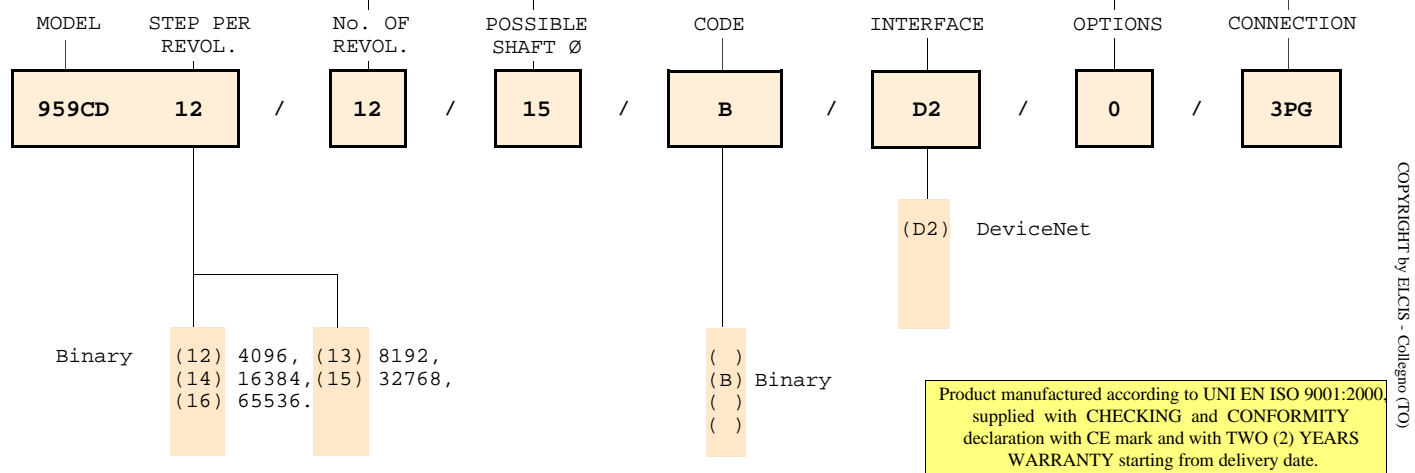 MODEL STEP PER REVOL. No. OF REVOL. POSSIBLE SHAFT Ø CODE INTERFACE OPTIONS CONNECTION
959CD 12 / 12 / 15 / B / D2 / 0 / 3PG
(D2) DeviceNet
Binary (12) 4096, (13) 8192, ( )
(14) 16384,(15) 32768, (B) Binary
(16) 65536. ( )
( )
Product manufactured according to UNI EN ISO 9001:2000,
supplied with CHECKING and CONFORMITY
declaration with CE mark and with TWO (2) YEARS
WARRANTY starting from delivery date.
COPYRIGHT by ELCIS - Collegno (TO)